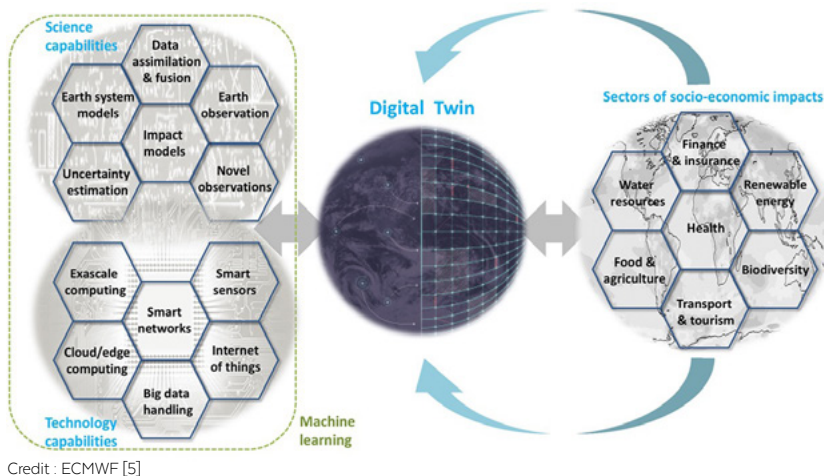 Science
capabilities
Data
assimilation
& fusion
Earth system
models
Earth
observation
Impact
models
Uncertainty
estimation
Novel
observations
Exascale
computing
Smart
sensors
Smart
networks
Cloud/edge
computing
Internet
of things
Big data
handling
Technology
capabilities
Machine
learning
Digital Twin
Sectors of socio-economic impacts
Finance
& insurance
Water
resources
Renewable
energy
Health
Food &
agriculture
Biodiversity
Transport
& tourism
Credit : ECMWF [5]